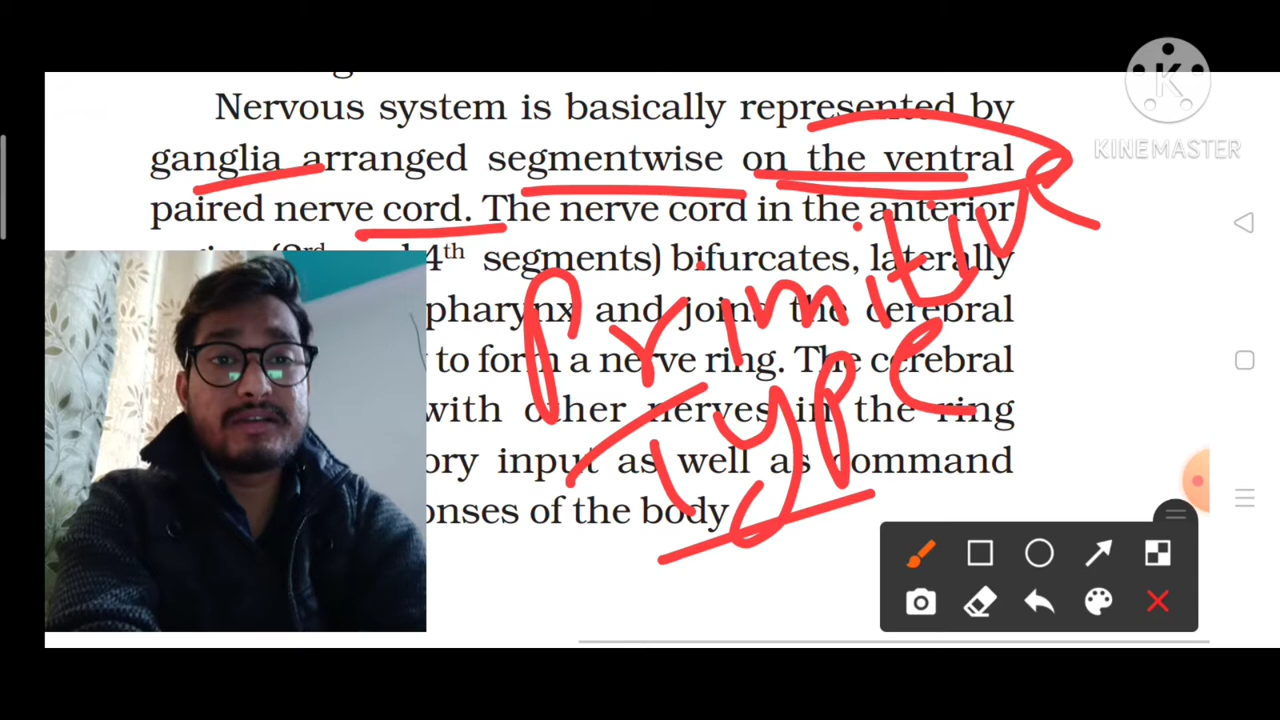 Nervous system is basically represented by
ganglia arranged segmentwise on the ventral
paired nerve cord. The nerve cord in the anterior
4th segments) bifurcates, laterally
pharynx and joins the cerebral
to form a nerve ring. The cerebral
with other nerves in the ring
ory input as well as command
onses of the body
Primitive
Type
KINEMASTER